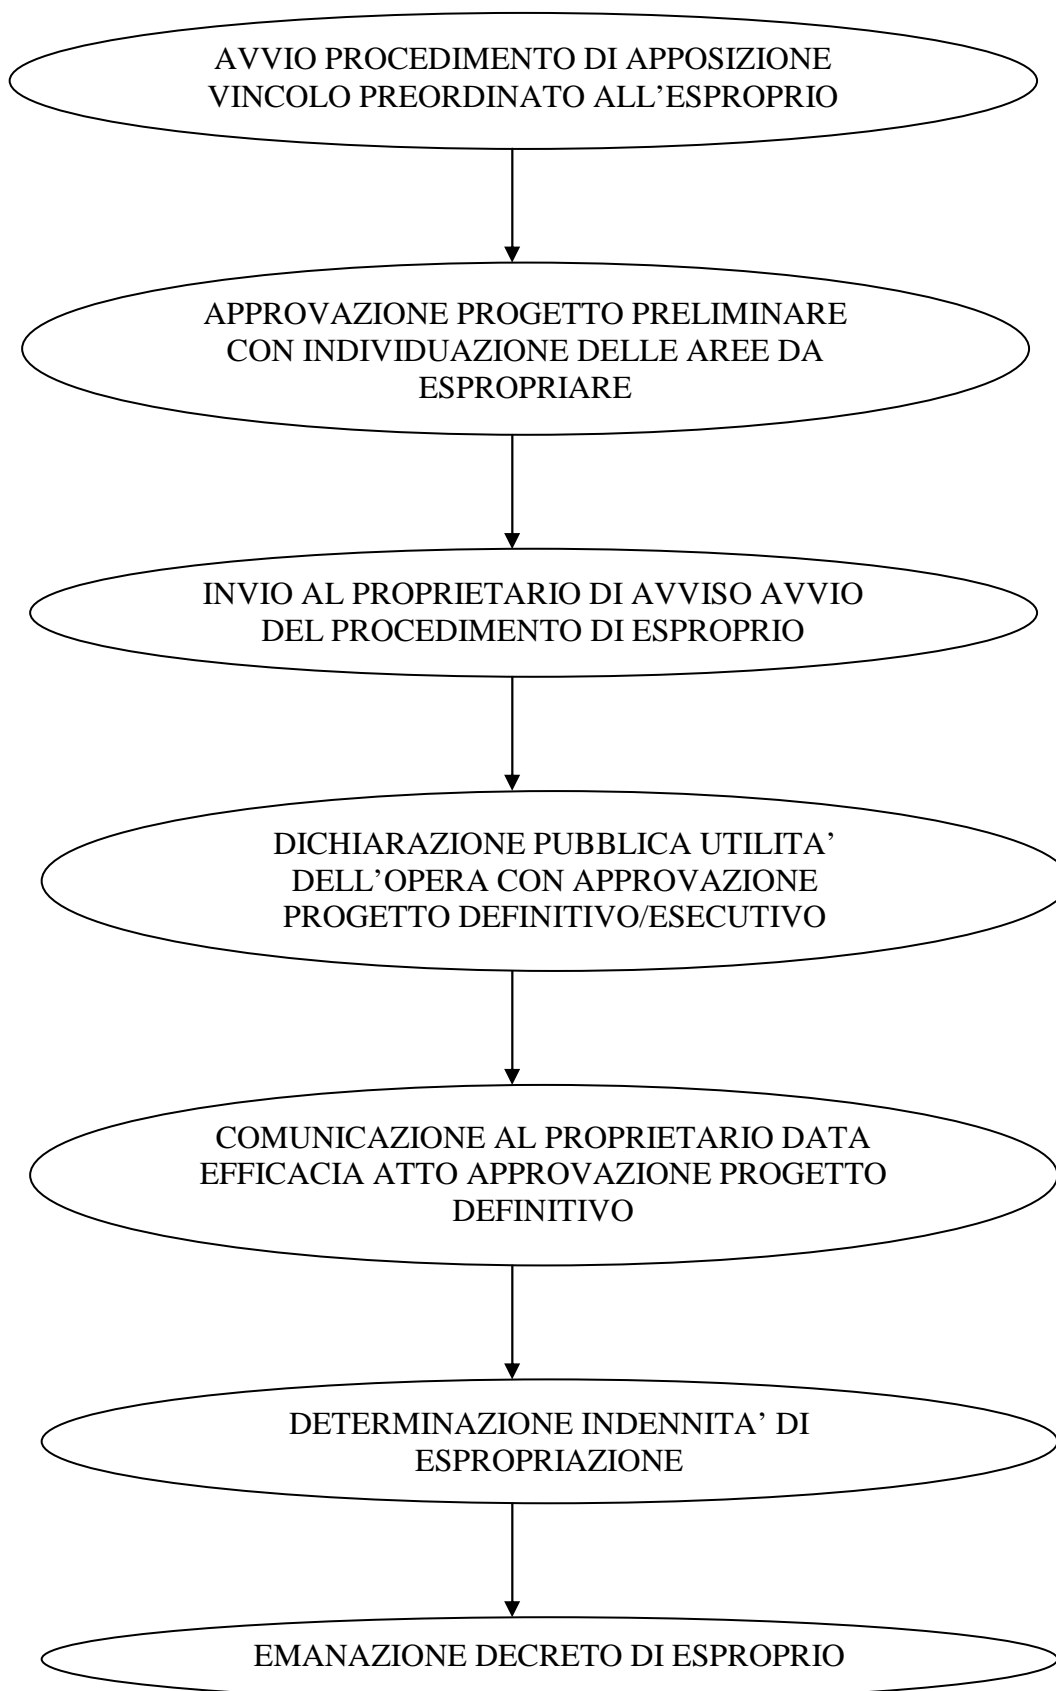 AVVIO PROCEDIMENTO DI APPOSIZIONE
VINCOLO PREORDINATO ALL’ESPROPRIO
APPROVAZIONE PROGETTO PRELIMINARE
CON INDIVIDUAZIONE DELLE AREE DA
ESPROPRIARE
INVIO AL PROPRIETARIO DI AVVISO AVVIO
DEL PROCEDIMENTO DI ESPROPRIO
DICHIARAZIONE PUBBLICA UTILITA’
DELL’OPERA CON APPROVAZIONE
PROGETTO DEFINITIVO/ESECUTIVO
COMUNICAZIONE AL PROPRIETARIO DATA
EFFICACIA ATTO APPROVAZIONE PROGETTO
DEFINITIVO
DETERMINAZIONE INDENNITA’ DI
ESPROPRIAZIONE
EMANAZIONE DECRETO DI ESPROPRIO